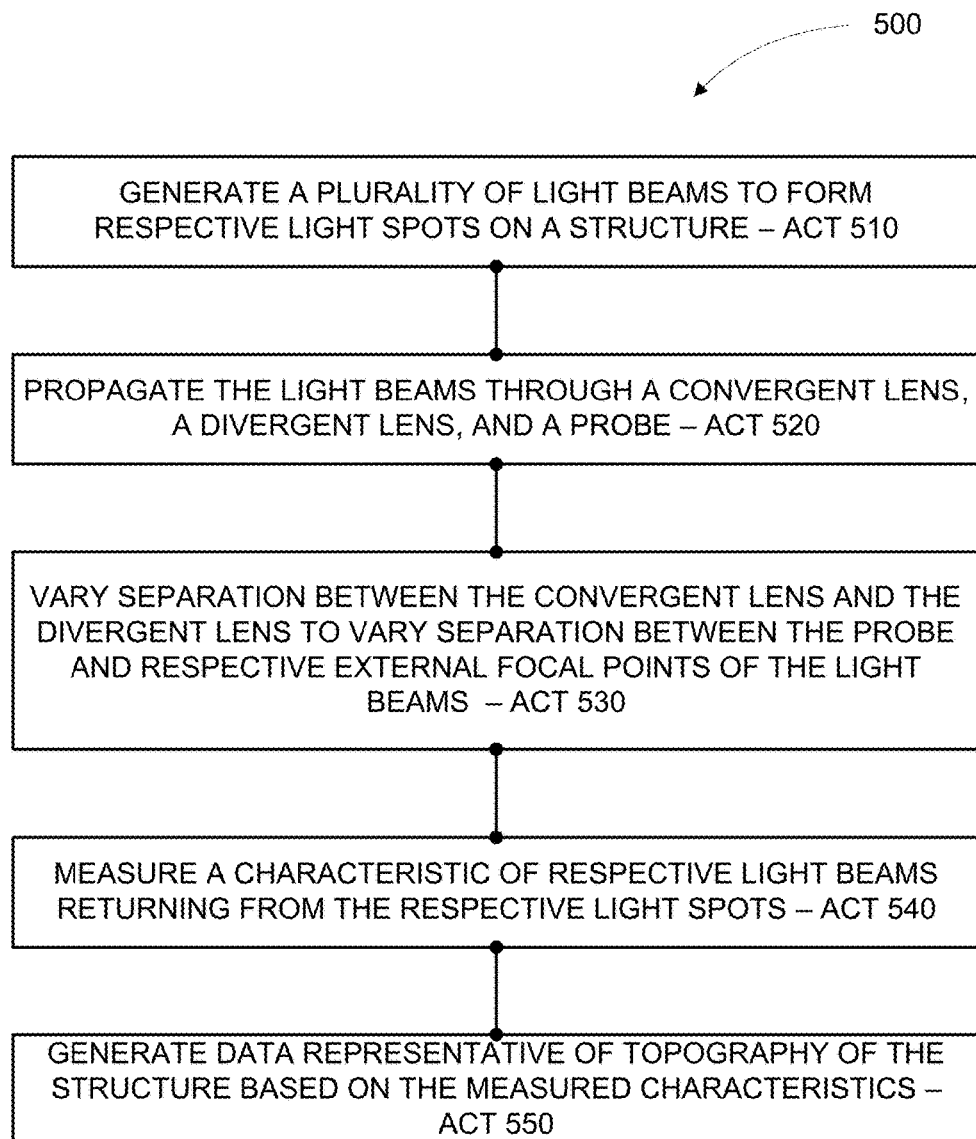 500
GENERATE A PLURALITY OF LIGHT BEAMS TO FORM
RESPECTIVE LIGHT SPOTS ON A STRUCTURE – ACT 510
PROPAGATE THE LIGHT BEAMS THROUGH A CONVERGENT LENS,
A DIVERGENT LENS, AND A PROBE – ACT 520
VARY SEPARATION BETWEEN THE CONVERGENT LENS AND THE
DIVERGENT LENS TO VARY SEPARATION BETWEEN THE PROBE
AND RESPECTIVE EXTERNAL FOCAL POINTS OF THE LIGHT
BEAMS – ACT 530
MEASURE A CHARACTERISTIC OF RESPECTIVE LIGHT BEAMS
RETURNING FROM THE RESPECTIVE LIGHT SPOTS – ACT 540
GENERATE DATA REPRESENTATIVE OF TOPOGRAPHY OF THE
STRUCTURE BASED ON THE MEASURED CHARACTERISTICS –
ACT 550